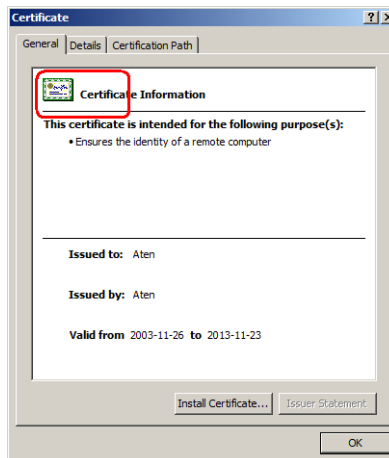 Certificate
General
Details
Certification Path
Certificate Information
This certificate is intended for the following purpose(s):
• Ensures the identity of a remote computer
Issued to: Aten
Issued by: Aten
Valid from 2003-11-26 to 2013-11-23
Install Certificate...
Issuer Statement
OK